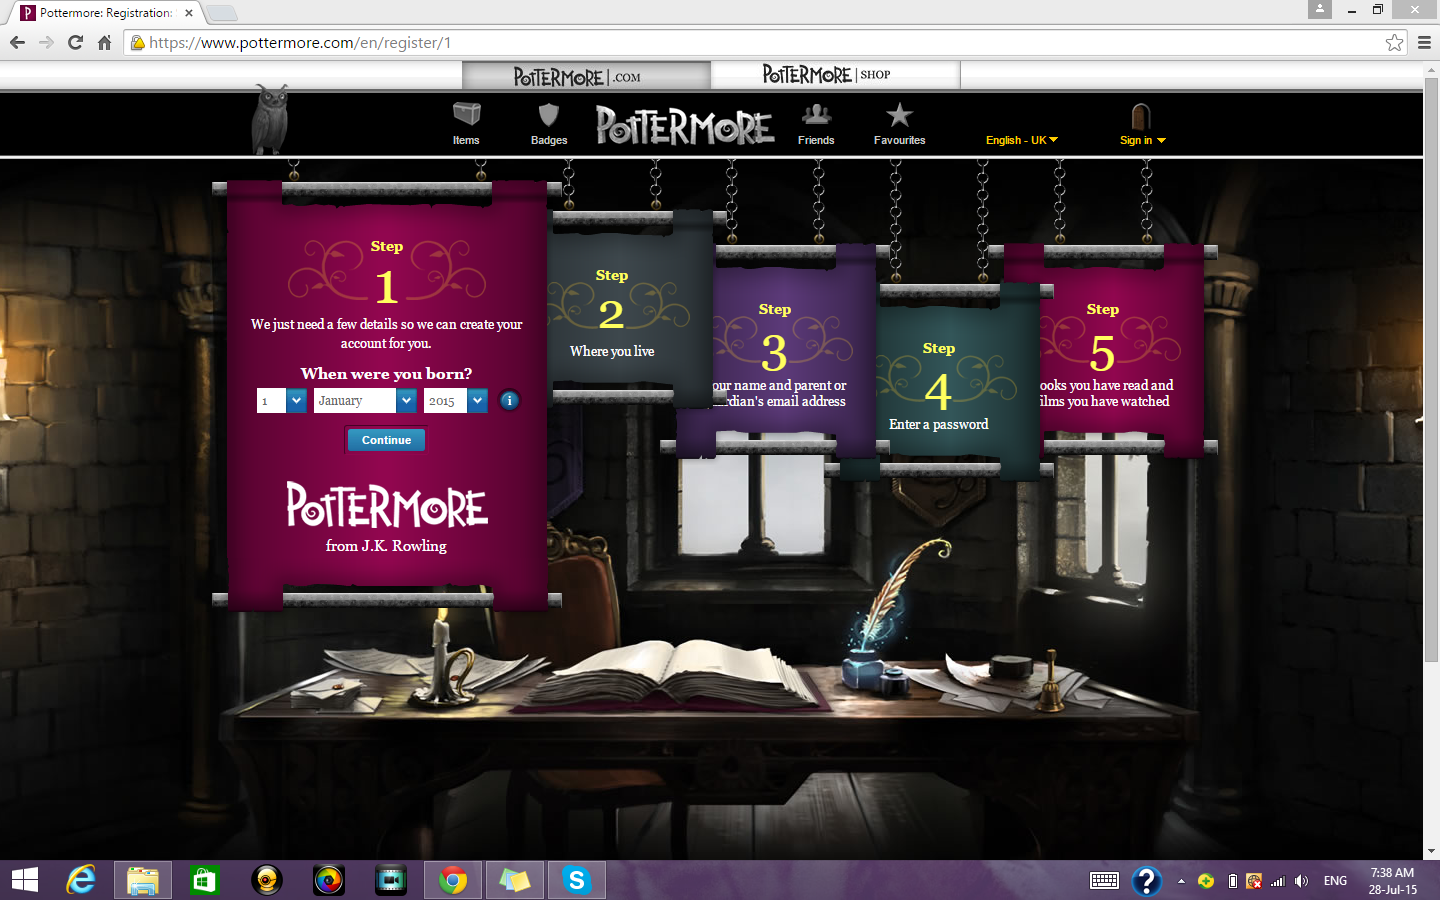 Pottermore: Registration:
https://www.pottermore.com/en/register/1
POTTERMORE|.COM
POTTERMORE|SHOP
Items
Badges
POTTERMORE
Friends
Favourites
English - UK
Sign in
Step
1
We just need a few details so we can create your
account for you.
When were you born?
1
January
2015
i
Continue
POTTERMORE
from J.K. Rowling
Step
2
Where you live
Step
3
our name and parent or
rdian's email address
Step
4
Enter a password
Step
5
ooks you have read and
ilms you have watched
ENG
7:38 AM
28-Jul-15